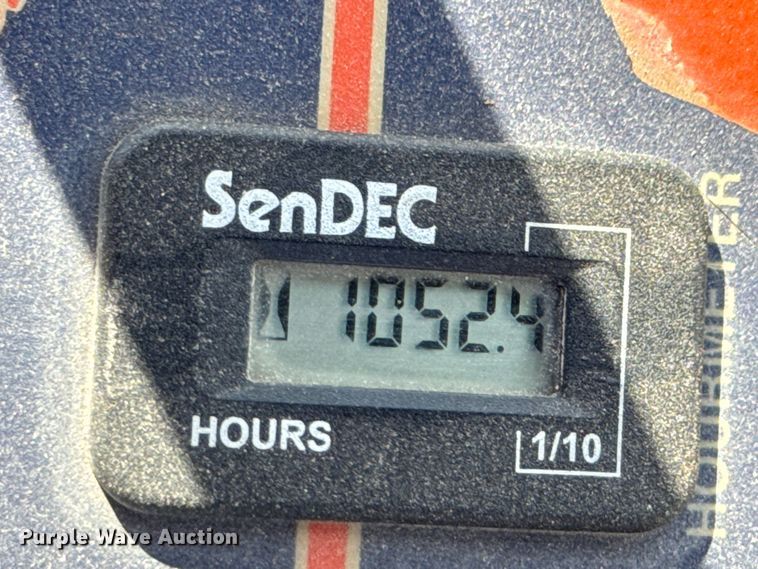 SenDEC
1052.4
HOURS
1/10
HOURMETER
Purple Wave Auction